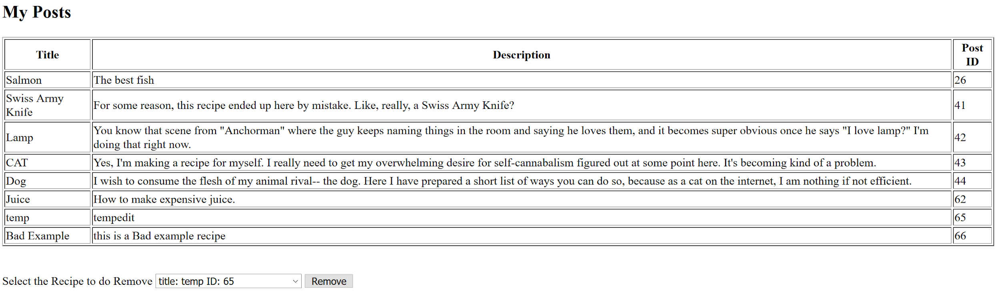 My Posts
Title Description Post ID
Salmon The best fish 26
Swiss Army Knife For some reason, this recipe ended up here by mistake. Like, really, a Swiss Army Knife? 41
Lamp You know that scene from "Anchorman" where the guy keeps naming things in the room and saying he loves them, and it becomes super obvious once he says "I love lamp?" I'm
doing that right now. 42
CAT Yes, I'm making a recipe for myself. I really need to get my overwhelming desire for self-cannabalism figured out at some point here. It's becoming kind of a problem. 43
Dog I wish to consume the flesh of my animal rival-- the dog. Here I have prepared a short list of ways you can do so, because as a cat on the internet, I am nothing if not efficient. 44
Juice How to make expensive juice. 62
temp tempedit 65
Bad Example this is a Bad example recipe 66
Select the Recipe to do Remove title: temp ID: 65 Remove